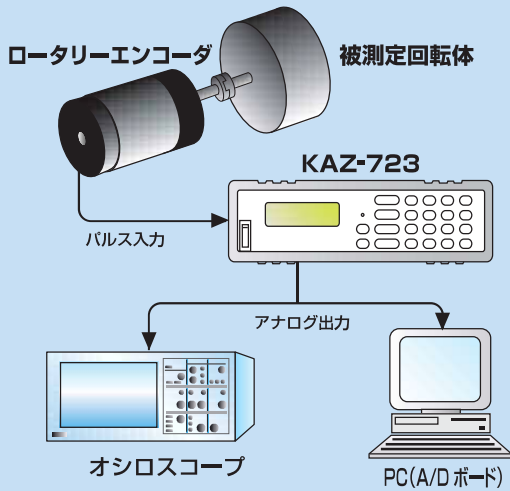 ロータリーエンコーダ
被測定回転体
KAZ-723
パルス入力
アナログ出力
オシロスコープ
PC(A/Dボード)